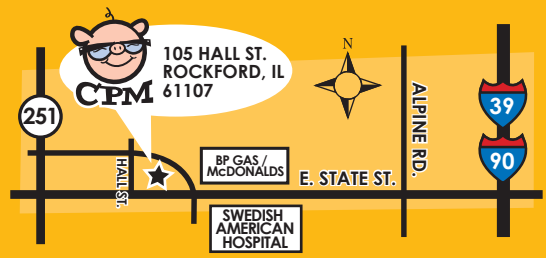 CPM
105 HALL ST.
ROCKFORD, IL
61107
N
251
HALL ST.
BP GAS /
McDONALDS
E. STATE ST.
SWEDISH
AMERICAN
HOSPITAL
ALPINE RD.
39
90